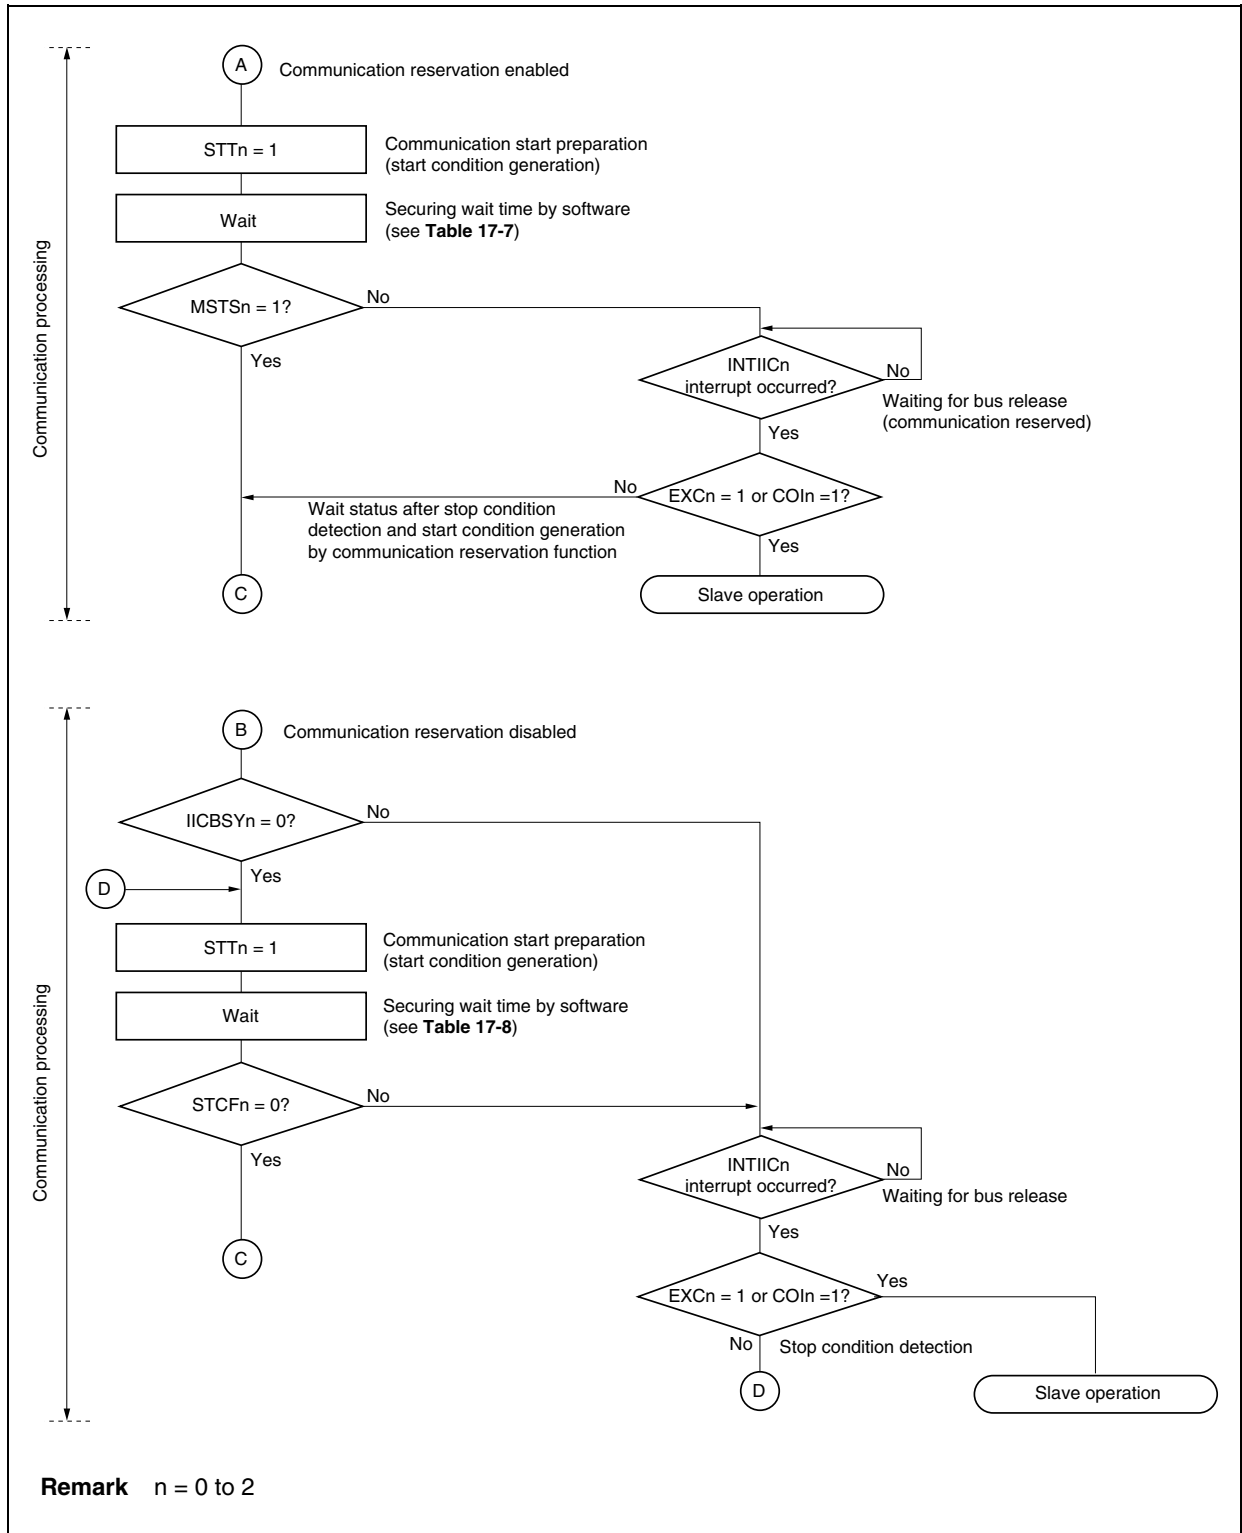 A
Communication reservation enabled
STTn = 1
Communication start preparation
(start condition generation)
Wait
Securing wait time by software
(see Table 17-7)
MSTSn = 1?
No
Yes
INTIICn
interrupt occurred?
No
Waiting for bus release
(communication reserved)
Yes
EXCn = 1 or COIn =1?
No
Wait status after stop condition
detection and start condition generation
by communication reservation function
Yes
C
Slave operation
Communication processing
B
Communication reservation disabled
IICBSYn = 0?
No
Yes
D
STTn = 1
Communication start preparation
(start condition generation)
Wait
Securing wait time by software
(see Table 17-8)
STCFn = 0?
No
Yes
INTIICn
interrupt occurred?
No
Waiting for bus release
Yes
C
EXCn = 1 or COIn =1?
Yes
No
Stop condition detection
D
Slave operation
Communication processing
Remark n = 0 to 2